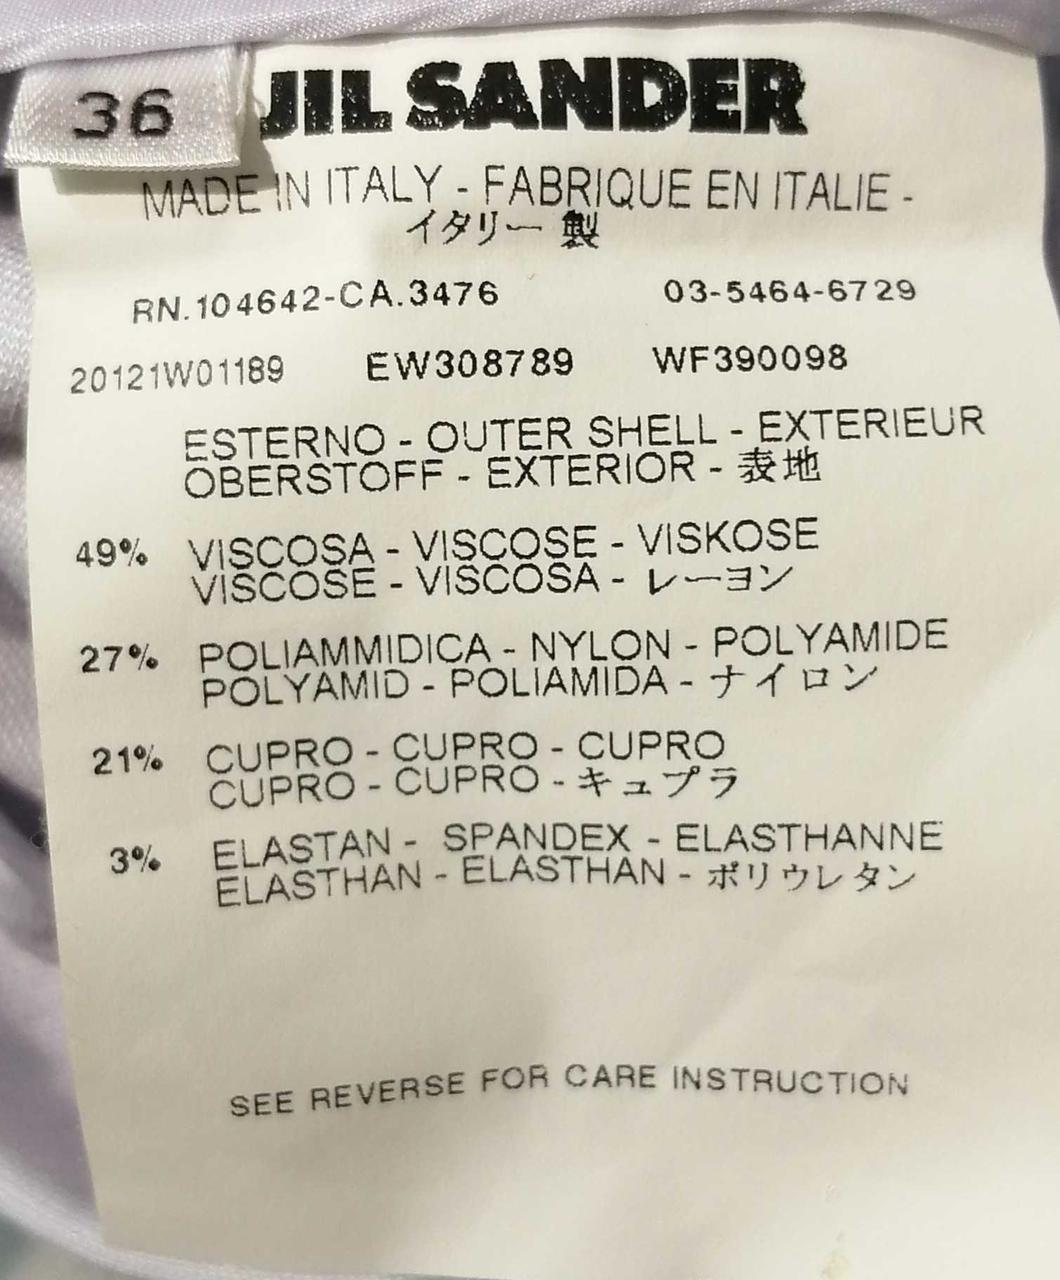 36
JIL SANDER
MADE IN ITALY - FABRIQUE EN ITALIE -
イタリー 製
RN.104642-CA.3476 03-5464-6729
20121W01189 EW308789 WF390098
ESTERNO - OUTER SHELL - EXTERIEUR
OBERSTOFF - EXTERIOR - 表地
49% VISCOSA - VISCOSE - VISKOSE
VISCOSE - VISCOSA - レーヨン
27% POLIAMMIDICA - NYLON - POLYAMIDE
POLYAMID - POLIAMIDA - ナイロン
21% CUPRO - CUPRO - CUPRO
CUPRO - CUPRO - キュプラ
3% ELASTAN - SPANDEX - ELASTHANNE
ELASTHAN - ELASTHAN - ポリウレタン
SEE REVERSE FOR CARE INSTRUCTION